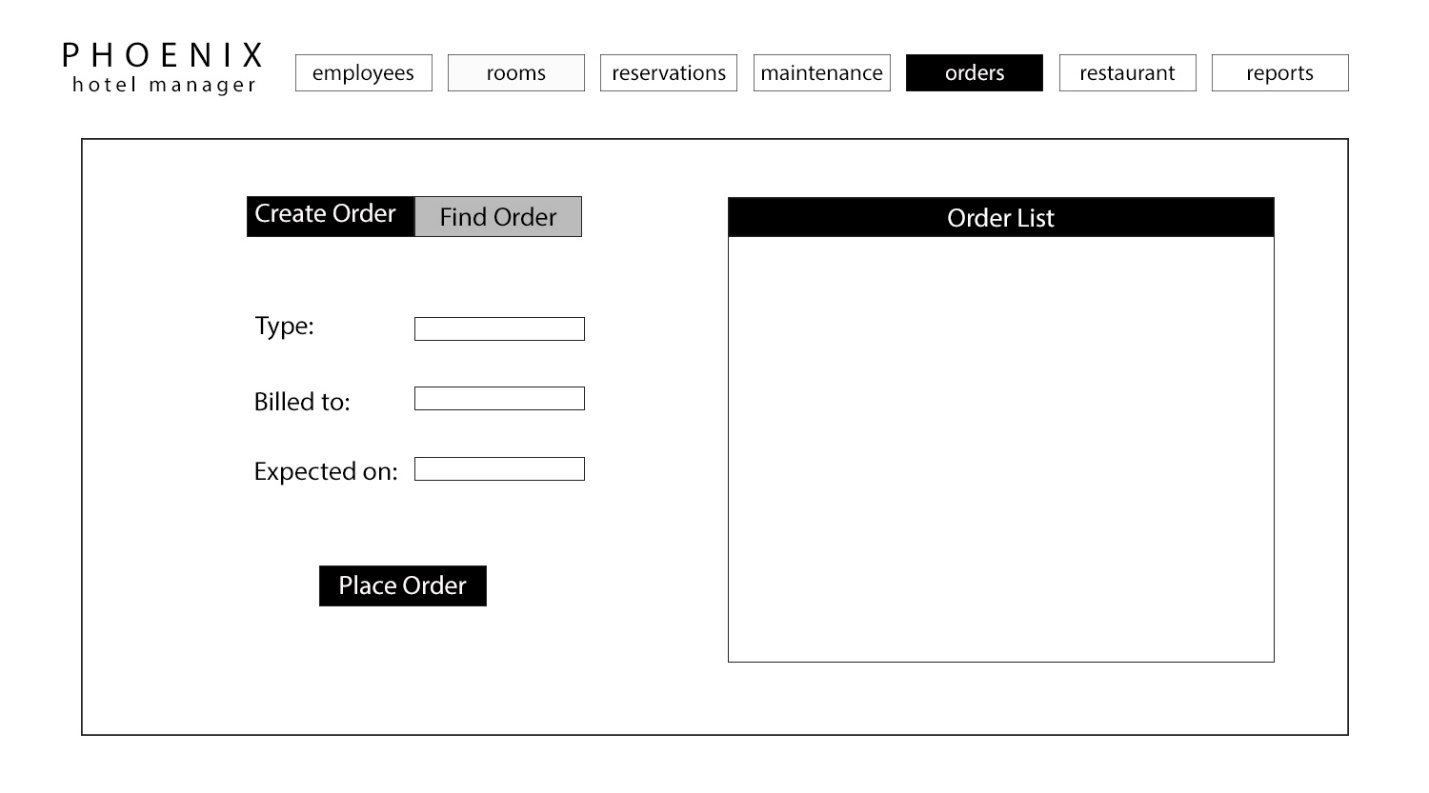 PHOENIX
hotel manager
employees
rooms
reservations
maintenance
orders
restaurant
reports
Create Order
Find Order
Order List
Type:
Billed to:
Expected on:
Place Order